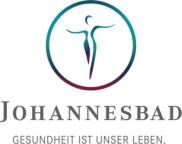 JOHANNESBAD
GESUNDHEIT IST UNSER LEBEN.